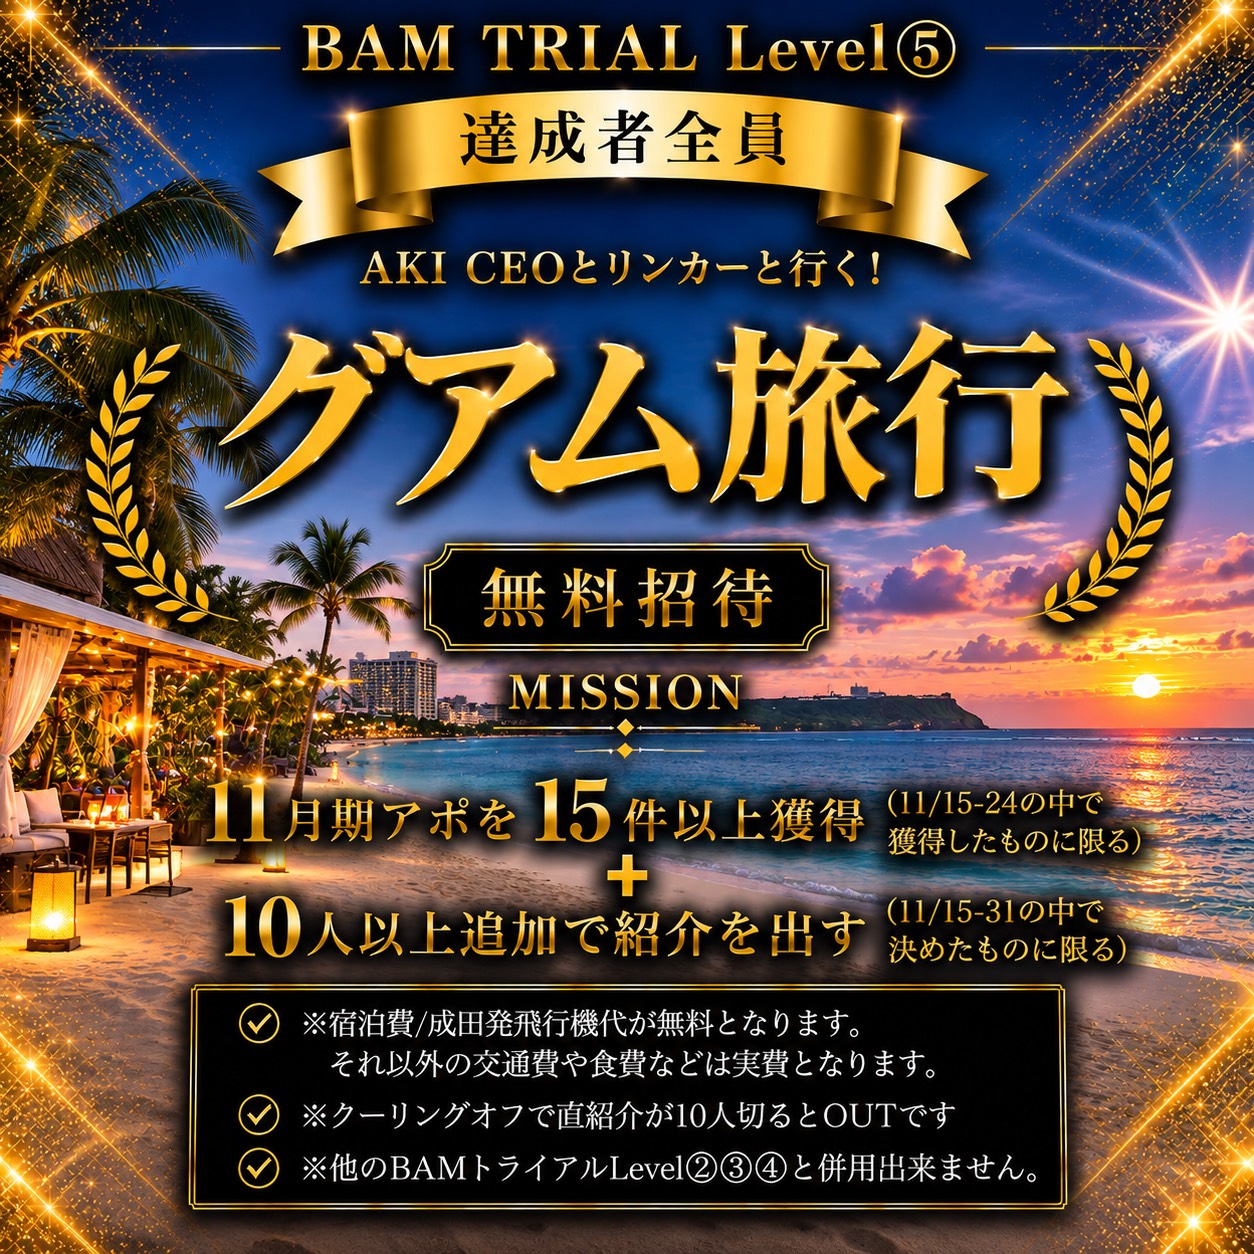 BAM TRIAL Level⑤
達成者全員
AKI CEOとリンカーと行く!
グアム旅行
無料招待
MISSION
11月期アポを15件以上獲得
(11/15-24の中で
獲得したものに限る)
+
10人以上追加で紹介を出す
(11/15-31の中で
決めたものに限る)
※宿泊費/成田発飛行機代が無料となります。
それ以外の交通費や食費などは実費となります。
※クーリングオフで直紹介が10人切るとOUTです
※他のBAMトライアルLevel②③④と併用出来ません。